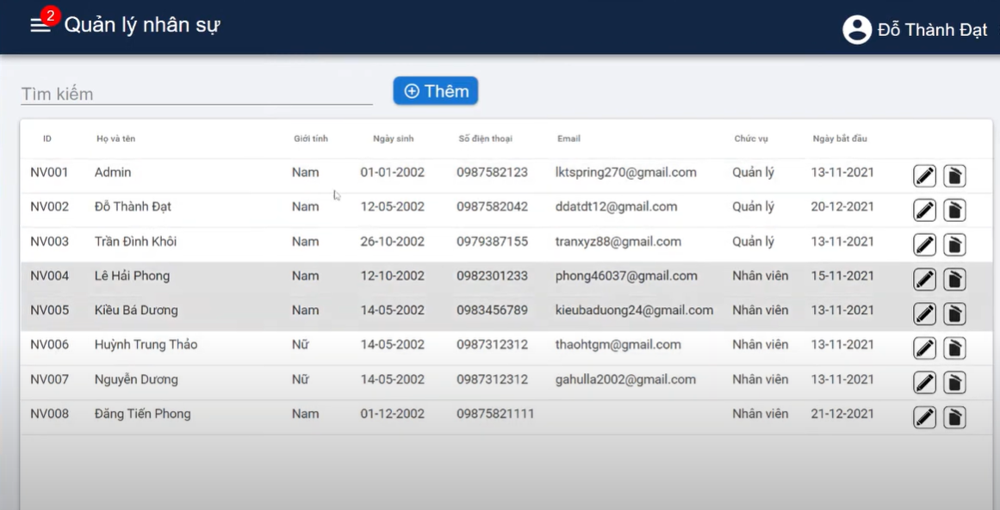 2
Quản lý nhân sự
Đỗ Thành Đạt
Tìm kiếm
Thêm
ID Họ và tên Giới tính Ngày sinh Số điện thoại Email Chức vụ Ngày bắt đầu
NV001 Admin Nam 01-01-2002 0987582123 lktspring270@gmail.com Quản lý 13-11-2021
NV002 Đỗ Thành Đạt Nam 12-05-2002 0987582042 ddatdt12@gmail.com Quản lý 20-12-2021
NV003 Trần Đình Khôi Nam 26-10-2002 0979387155 tranxyz88@gmail.com Quản lý 13-11-2021
NV004 Lê Hải Phong Nam 12-10-2002 0982301233 phong46037@gmail.com Nhân viên 15-11-2021
NV005 Kiều Bá Dương Nam 14-05-2002 0983456789 kieubaduong24@gmail.com Nhân viên 13-11-2021
NV006 Huỳnh Trung Thảo Nữ 14-05-2002 0987312312 thaohtgm@gmail.com Nhân viên 13-11-2021
NV007 Nguyễn Dương Nữ 14-05-2002 0987312312 gahulla2002@gmail.com Nhân viên 13-11-2021
NV008 Đăng Tiến Phong Nam 01-12-2002 09875821111 Nhân viên 21-12-2021